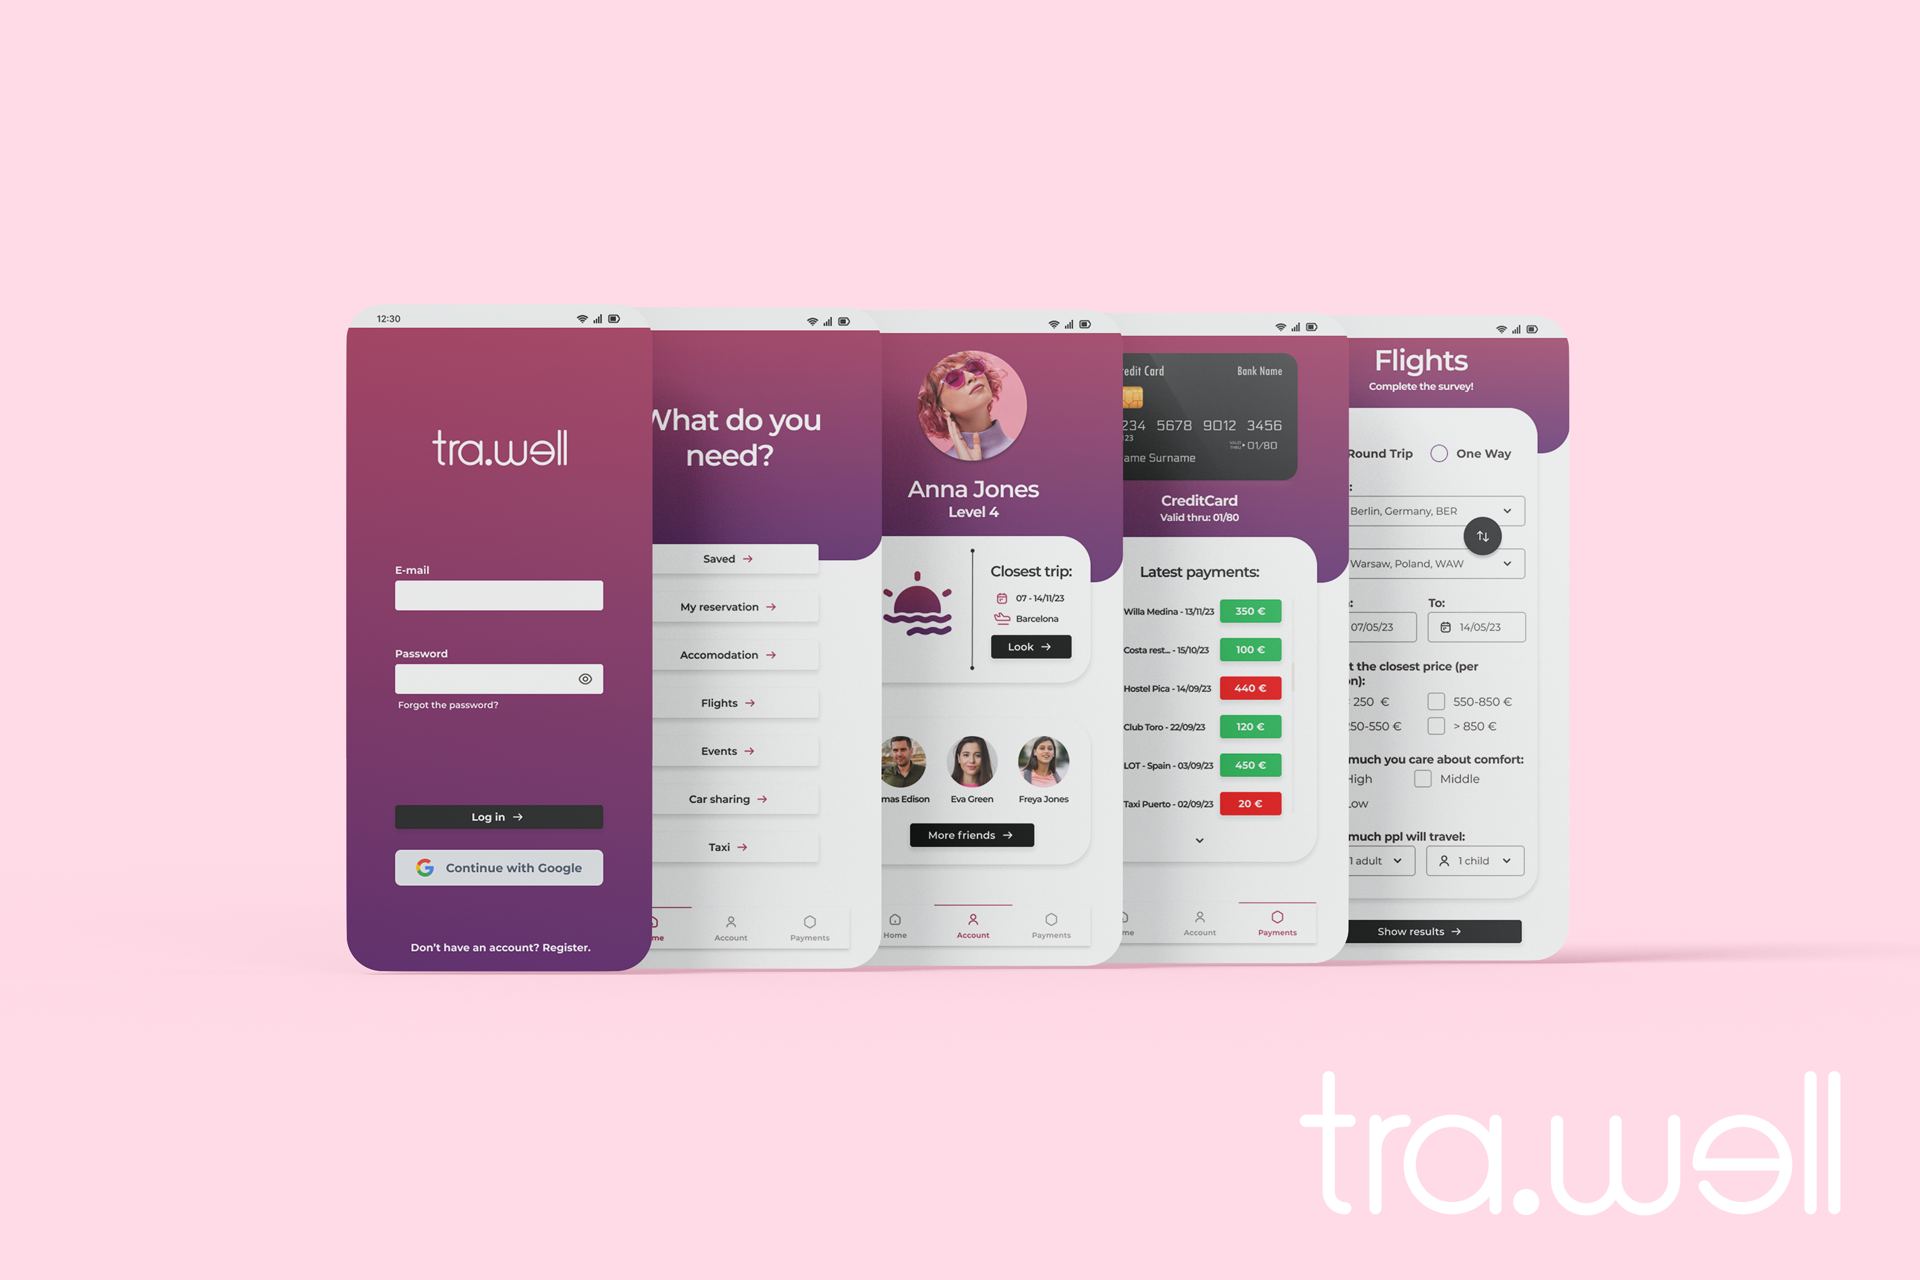 12:30
tra.well
E-mail
Password
Forgot the password?
Log in
Continue with Google
Don't have an account? Register.
What do you
need?
Saved
My reservation
Accomodation
Flights
Events
Car sharing
Taxi
Account
Payments
Anna Jones
Level 4
Closest trip:
07 - 14/11/23
Barcelona
Look
mas Edison
Eva Green
Freya Jones
More friends
Home
Account
Payments
redit Card
Bank Name
234 5678 9012 3456
123
VALID THRU 01/80
ame Surname
CreditCard
Valid thru: 01/80
Latest payments:
Willa Medina - 13/11/23 350 €
Costa rest... - 15/10/23 100 €
Hostel Pica - 14/09/23 440 €
Club Toro - 22/09/23 120 €
LOT - Spain - 03/09/23 450 €
Taxi Puerto - 02/09/23 20 €
me
Account
Payments
Flights
Complete the survey!
Round Trip
One Way
Berlin, Germany, BER
Warsaw, Poland, WAW
To:
07/05/23
14/05/23
t the closest price (per
on):
250 €
550-850 €
250-550 €
> 850 €
much you care about comfort:
High
Middle
Low
much ppl will travel:
1 adult
1 child
Show results
tra.well